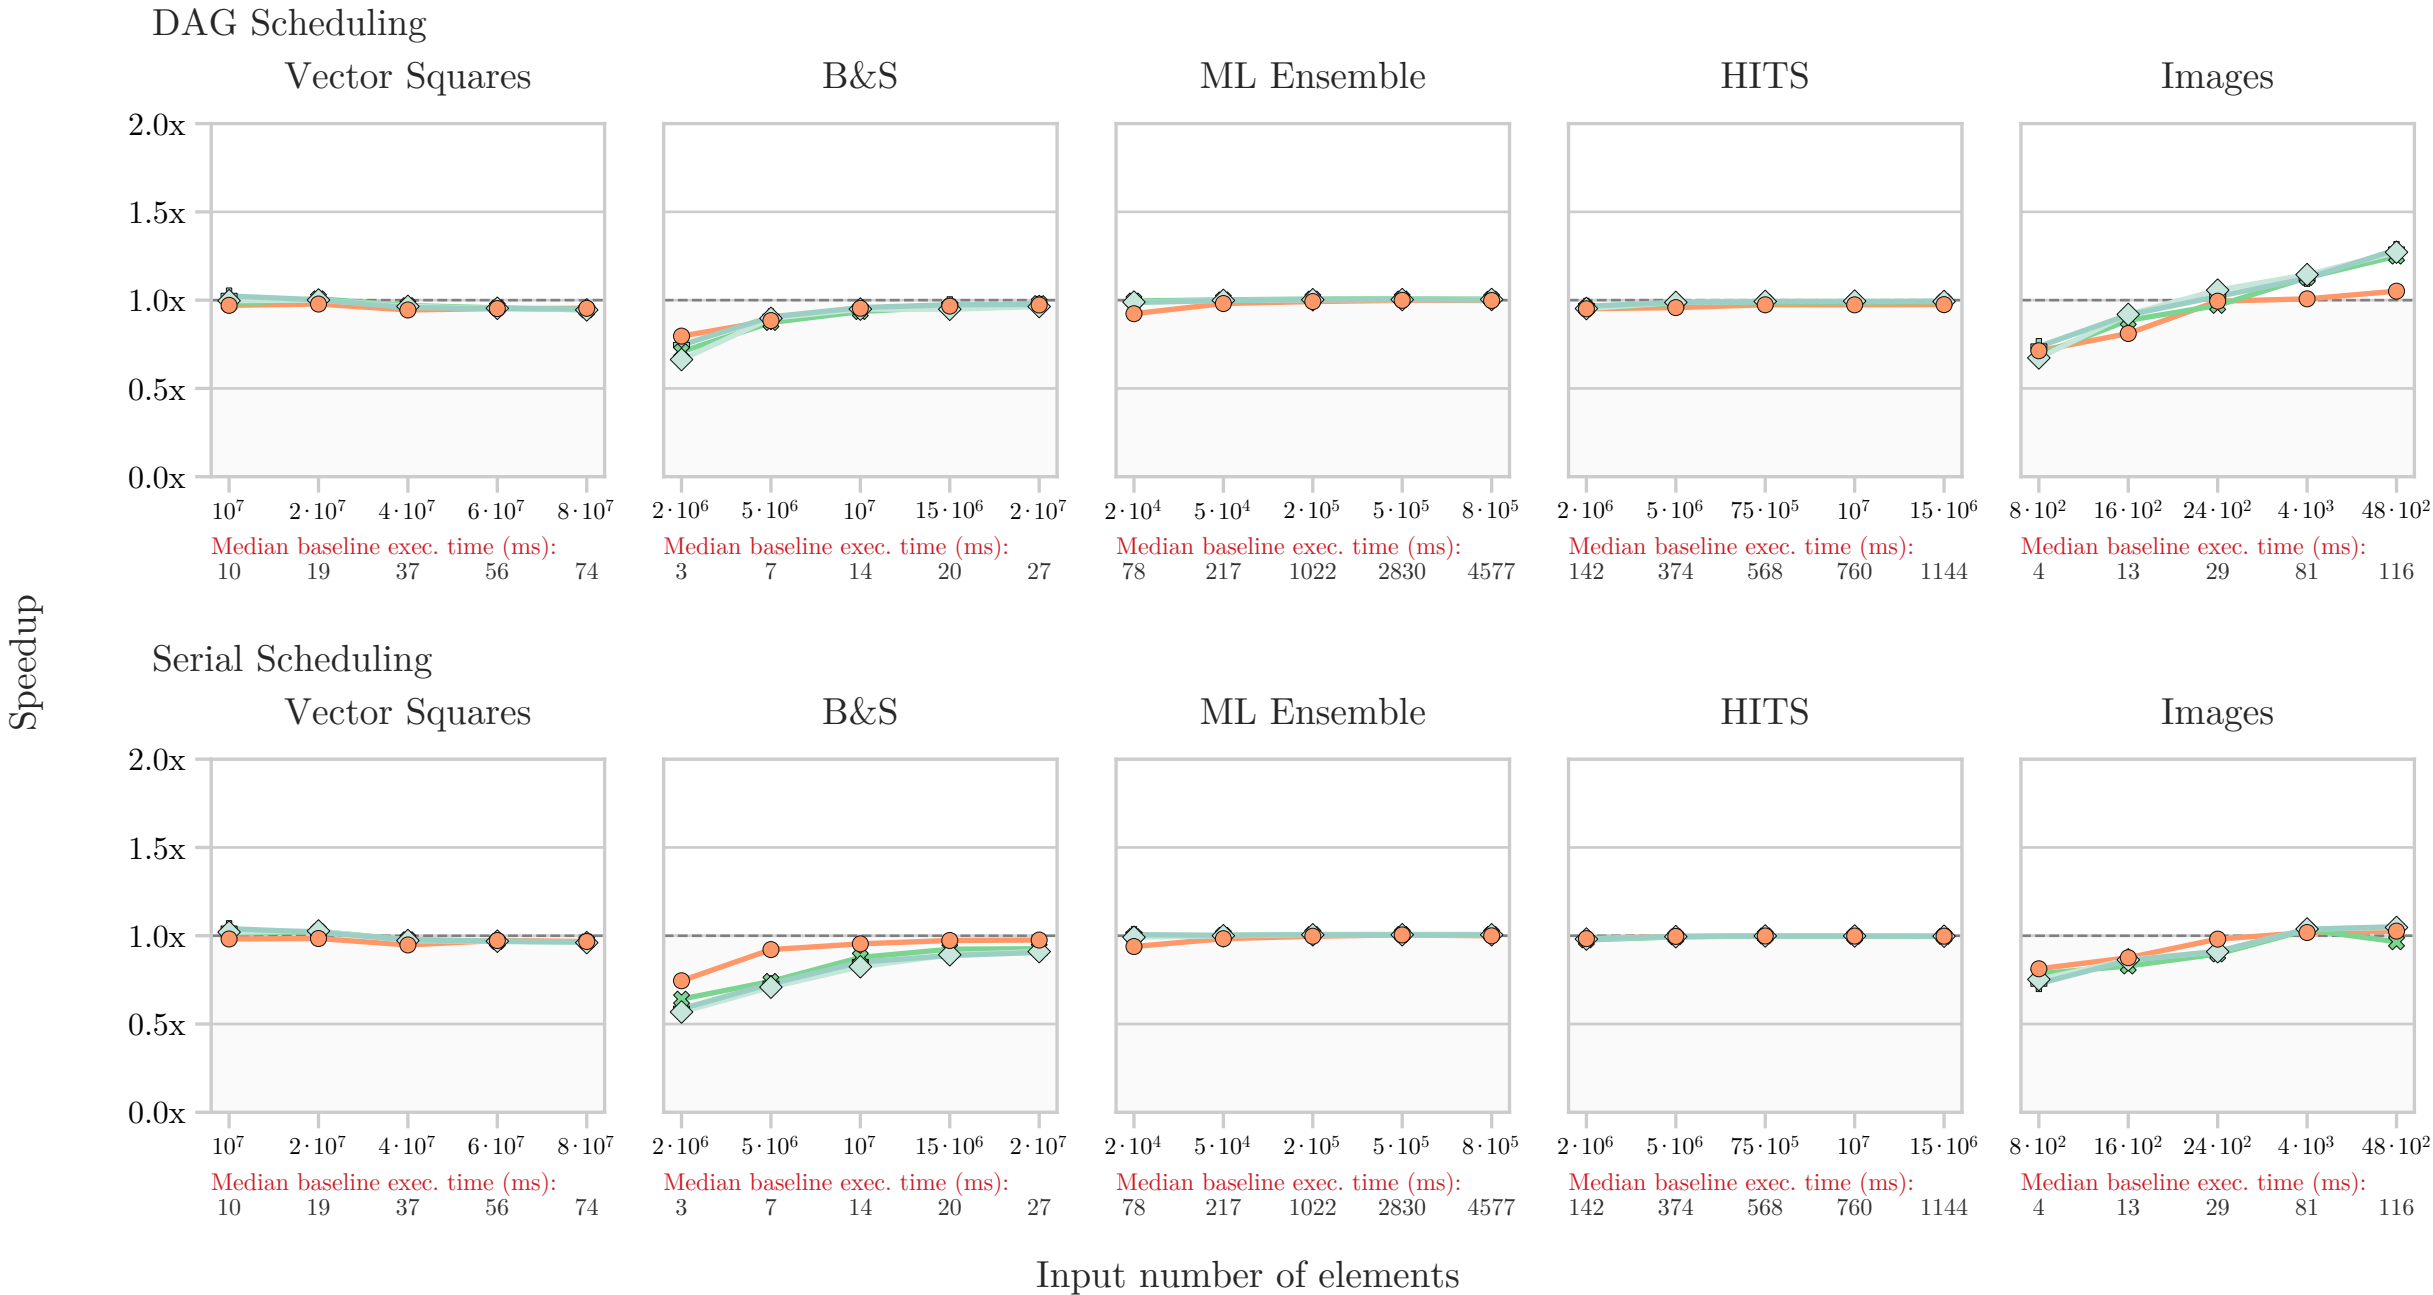 DAG Scheduling
Vector Squares B&S ML Ensemble HITS Images
2.0x
1.5x
1.0x
0.5x
0.0x
10⁷ 2·10⁷ 4·10⁷ 6·10⁷ 8·10⁷ 2·10⁶ 5·10⁶ 10⁷ 15·10⁶ 2·10⁷ 2·10⁴ 5·10⁴ 2·10⁵ 5·10⁵ 8·10⁵ 2·10⁶ 5·10⁶ 75·10⁵ 10⁷ 15·10⁶ 8·10² 16·10² 24·10² 4·10³ 48·10²
Median baseline exec. time (ms): Median baseline exec. time (ms): Median baseline exec. time (ms): Median baseline exec. time (ms): Median baseline exec. time (ms):
10 19 37 56 74 3 7 14 20 27 78 217 1022 2830 4577 142 374 568 760 1144 4 13 29 81 116
Speedup
Serial Scheduling
Vector Squares B&S ML Ensemble HITS Images
2.0x
1.5x
1.0x
0.5x
0.0x
10⁷ 2·10⁷ 4·10⁷ 6·10⁷ 8·10⁷ 2·10⁶ 5·10⁶ 10⁷ 15·10⁶ 2·10⁷ 2·10⁴ 5·10⁴ 2·10⁵ 5·10⁵ 8·10⁵ 2·10⁶ 5·10⁶ 75·10⁵ 10⁷ 15·10⁶ 8·10² 16·10² 24·10² 4·10³ 48·10²
Median baseline exec. time (ms): Median baseline exec. time (ms): Median baseline exec. time (ms): Median baseline exec. time (ms): Median baseline exec. time (ms):
10 19 37 56 74 3 7 14 20 27 78 217 1022 2830 4577 142 374 568 760 1144 4 13 29 81 116
Input number of elements